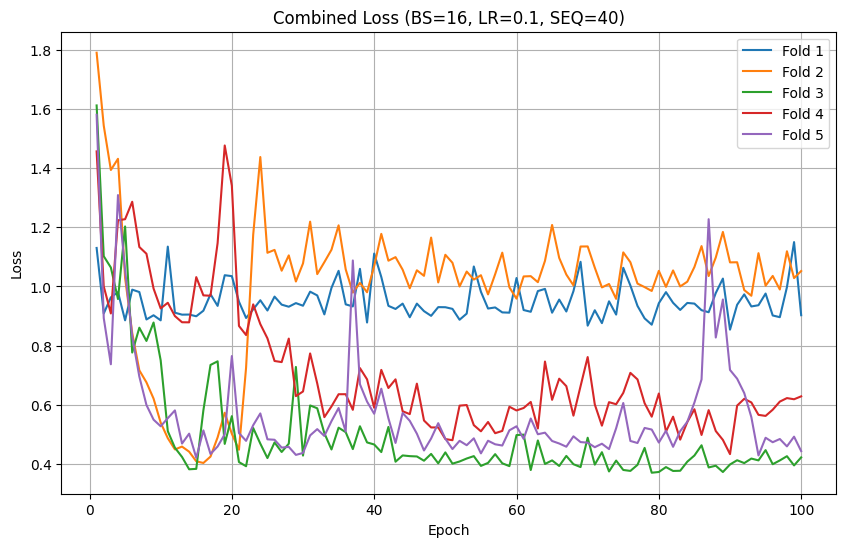 Combined Loss (BS=16, LR=0.1, SEQ=40)
Fold 1
Fold 2
Fold 3
Fold 4
Fold 5
Loss
1.8
1.6
1.4
1.2
1.0
0.8
0.6
0.4
0
20
40
60
80
100
Epoch